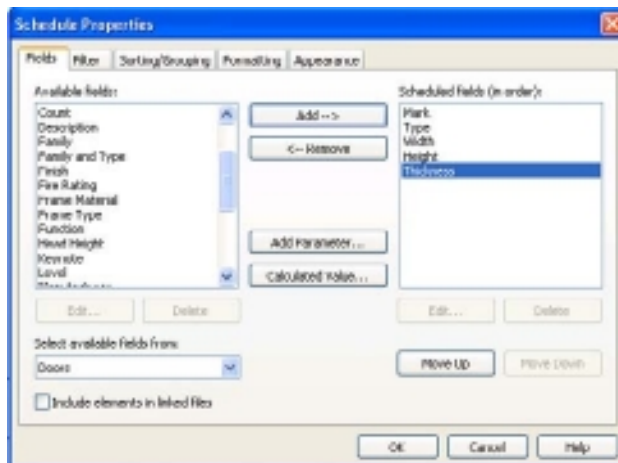 Schedule Properties
Fields Filter Sorting/Grouping Formatting Appearance
Available fields:
Count
Description
Family
Family and Type
Finish
Fire Rating
Frame Material
Frame Type
Function
Head Height
Keynote
Level
Add -->
<-- Remove
Add Parameter...
Calculated Value...
Scheduled fields (in order):
Mark
Type
Width
Height
Thickness
Edit...
Delete
Edit...
Delete
Select available fields from:
Doors
Move Up
Move Down
Include elements in linked files
OK
Cancel
Help